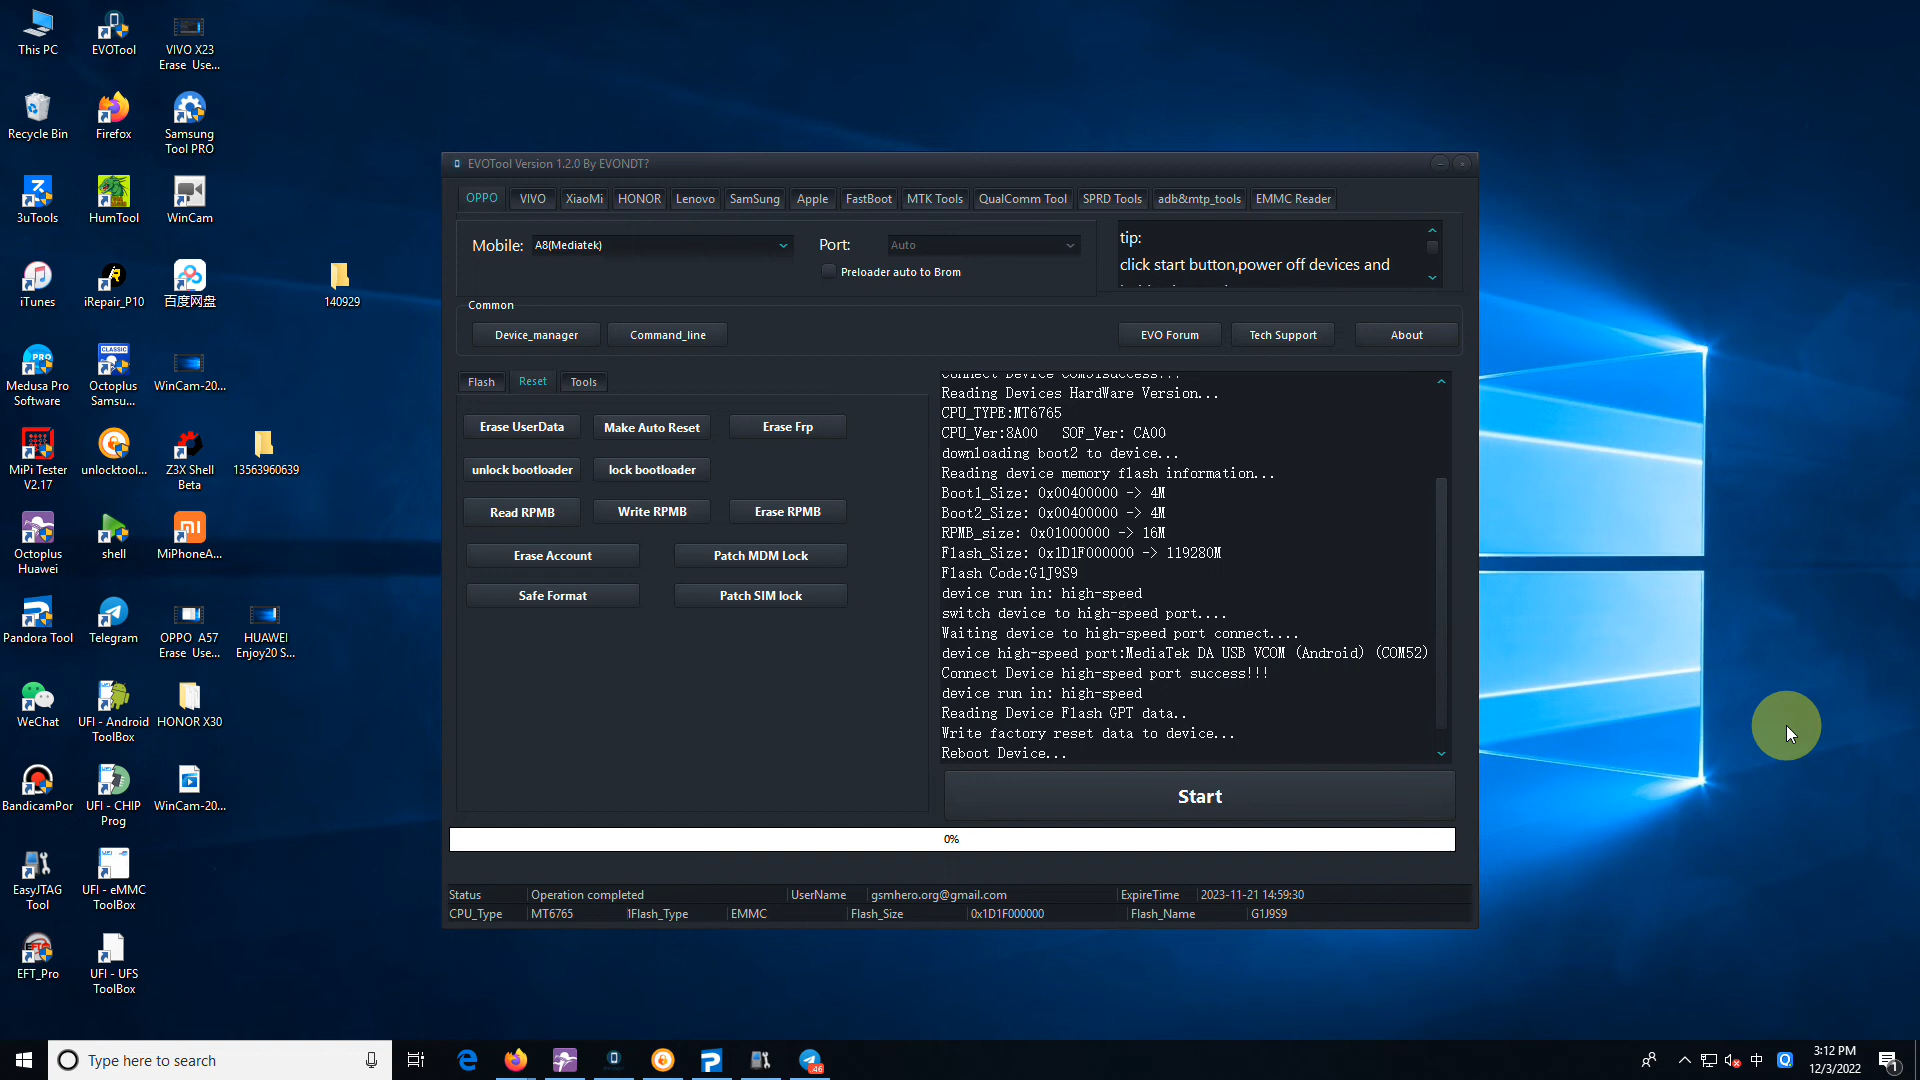 This PC
EVOTool
VIVO X23
Erase Use...
Recycle Bin
Firefox
Samsung
Tool PRO
3uTools
HumTool
WinCam
iTunes
iRepair_P10
百度网盘
140929
Medusa Pro
Software
Octoplus
Samsu...
WinCam-20...
MiPi Tester
V2.17
unlocktool...
Z3X Shell
Beta
13563960639
Octoplus
Huawei
shell
MiPhoneA...
Pandora Tool
Telegram
OPPO A57
Erase Use...
HUAWEI
Enjoy20 S...
WeChat
UFI - Android
ToolBox
HONOR X30
BandicamPor
UFI - CHIP
Prog
WinCam-20...
EasyJTAG
Tool
UFI - eMMC
ToolBox
EFT_Pro
UFI - UFS
ToolBox
EVOTool Version 1.2.0 By EVONDT?
OPPO VIVO XiaoMi HONOR Lenovo SamSung Apple FastBoot MTK Tools QualComm Tool SPRD Tools adb&mtp_tools EMMC Reader
Mobile: A8(Mediatek) Port: Auto
Preloader auto to Brom
tip:
click start button,power off devices and
Common
Device_manager Command_line EVO Forum Tech Support About
Flash Reset Tools
Erase UserData Make Auto Reset Erase Frp
unlock bootloader lock bootloader
Read RPMB Write RPMB Erase RPMB
Erase Account Patch MDM Lock
Safe Format Patch SIM lock
Connect Device COM51success!!!
Reading Devices HardWare Version...
CPU_TYPE:MT6765
CPU_Ver:8A00 SOF_Ver: CA00
downloading boot2 to device...
Reading device memory flash information...
Boot1_Size: 0x00400000 -> 4M
Boot2_Size: 0x00400000 -> 4M
RPMB_size: 0x01000000 -> 16M
Flash_Size: 0x1D1F000000 -> 119280M
Flash Code:G1J9S9
device run in: high-speed
switch device to high-speed port....
Waiting device to high-speed port connect....
device high-speed port:MediaTek DA USB VCOM (Android) (COM52)
Connect Device high-speed port success!!!
device run in: high-speed
Reading Device Flash GPT data..
Write factory reset data to device...
Reboot Device...
Start
0%
Status Operation completed UserName gsmhero.org@gmail.com ExpireTime 2023-11-21 14:59:30
CPU_Type MT6765 Flash_Type EMMC Flash_Size 0x1D1F000000 Flash_Name G1J9S9
Type here to search
46
中
3:12 PM
12/3/2022
1